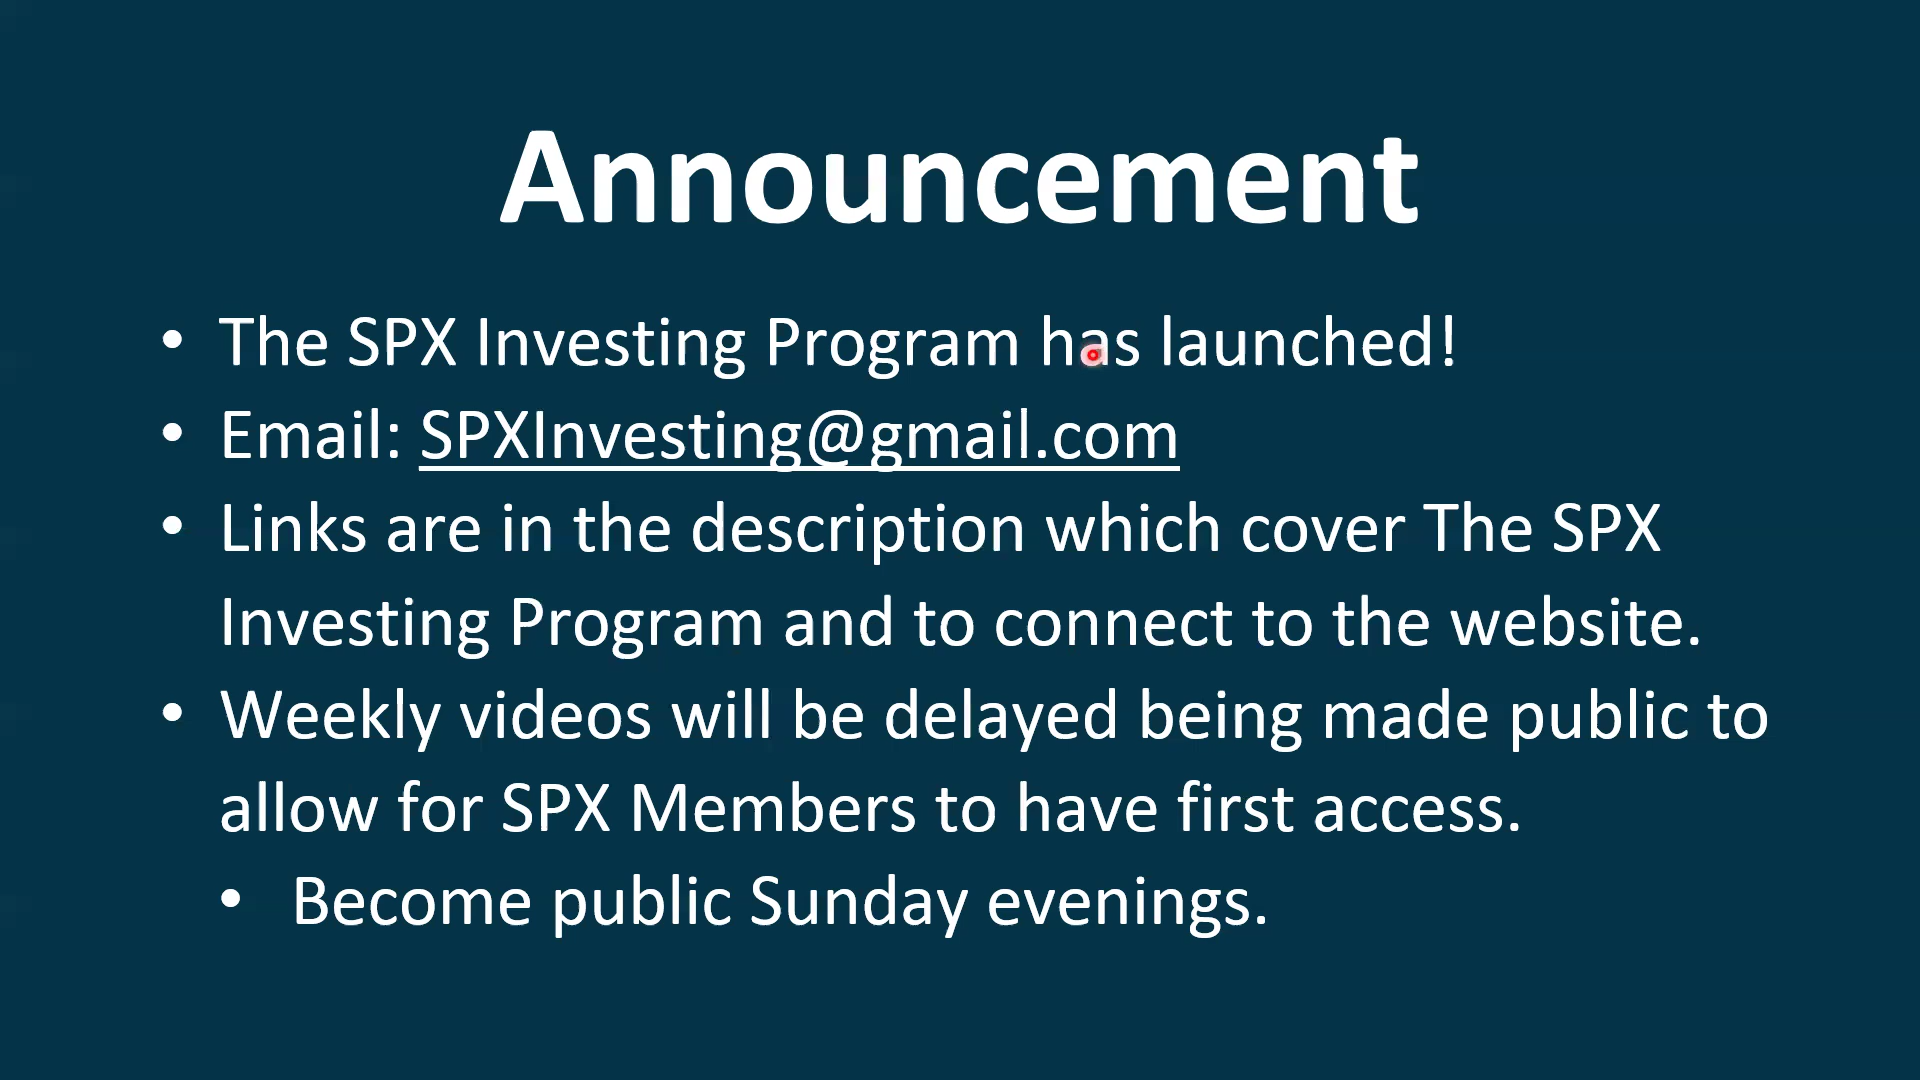 Announcement
• The SPX Investing Program has launched!
• Email: SPXInvesting@gmail.com
• Links are in the description which cover The SPX
Investing Program and to connect to the website.
• Weekly videos will be delayed being made public to
allow for SPX Members to have first access.
• Become public Sunday evenings.